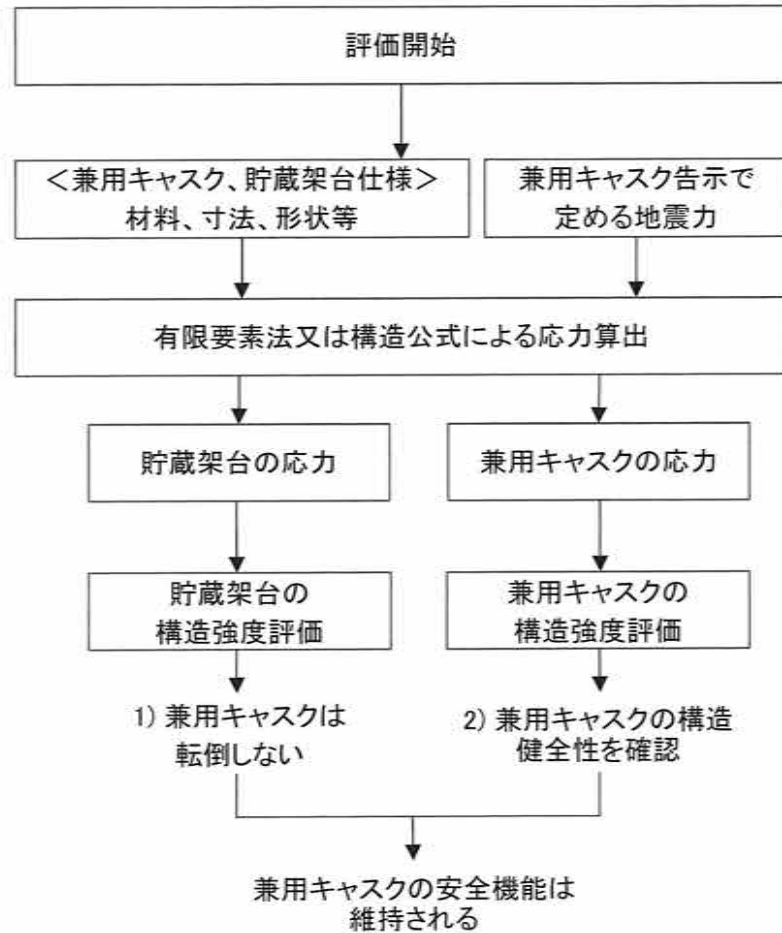 評価開始
＜兼用キャスク、貯蔵架台仕様＞
材料、寸法、形状等
兼用キャスク告示で
定める地震力
有限要素法又は構造公式による応力算出
貯蔵架台の応力
兼用キャスクの応力
貯蔵架台の
構造強度評価
兼用キャスクの
構造強度評価
1) 兼用キャスクは
転倒しない
2) 兼用キャスクの構造
健全性を確認
兼用キャスクの安全機能は
維持される